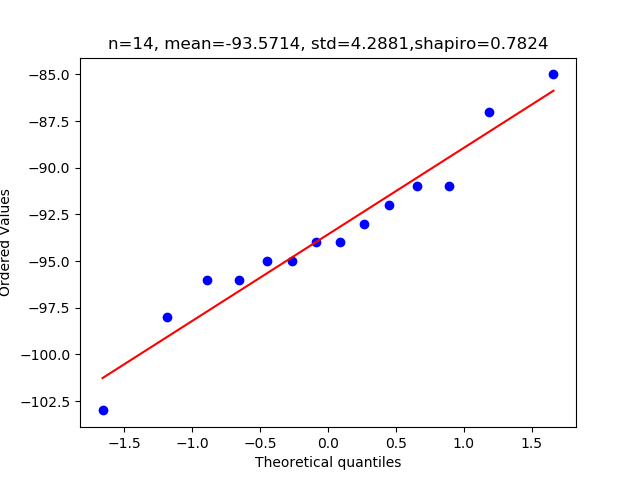 n=14, mean=-93.5714, std=4.2881,shapiro=0.7824
−85.0
−87.5
−90.0
−92.5
−95.0
−97.5
−100.0
−102.5
Ordered Values
−1.5 −1.0 −0.5 0.0 0.5 1.0 1.5
Theoretical quantiles